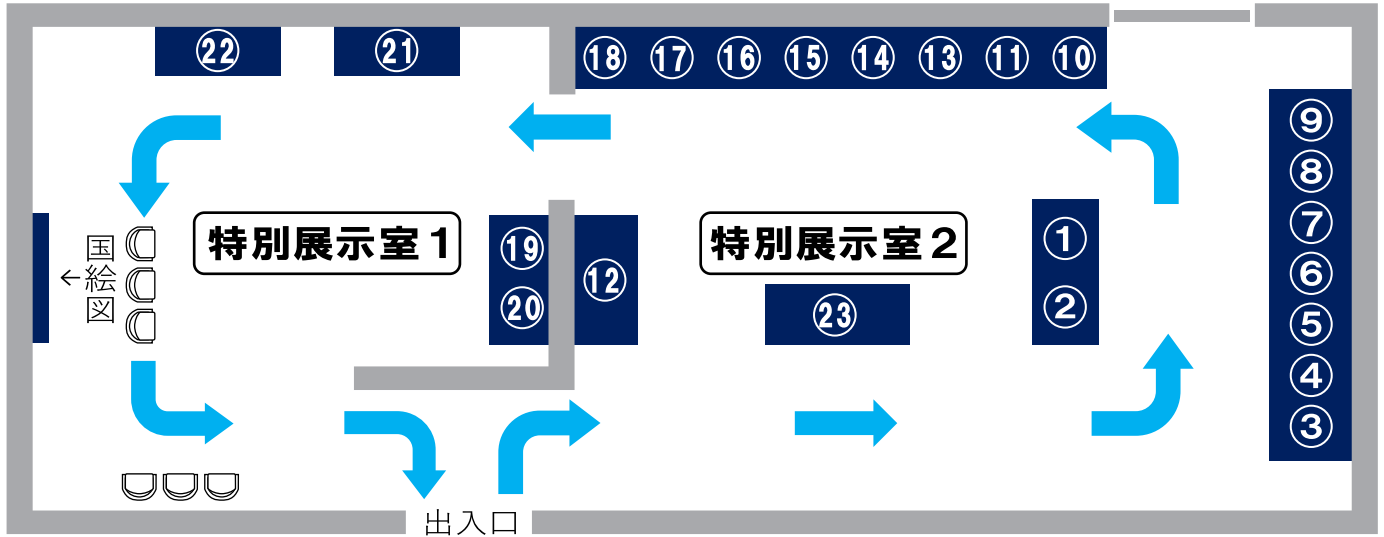 ㉒ ㉑ ⑱ ⑰ ⑯ ⑮ ⑭ ⑬ ⑪ ⑩
⑨
⑧
⑦
⑥
⑤
④
③
特別展示室1
特別展示室2
①
②
⑲
⑳
⑫
㉓
国絵図
←
出入口